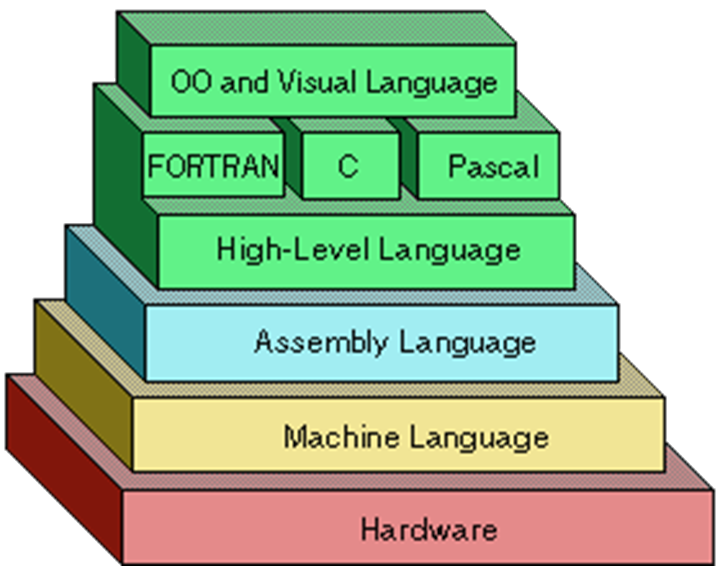 OO and Visual Language
FORTRAN C Pascal
High-Level Language
Assembly Language
Machine Language
Hardware